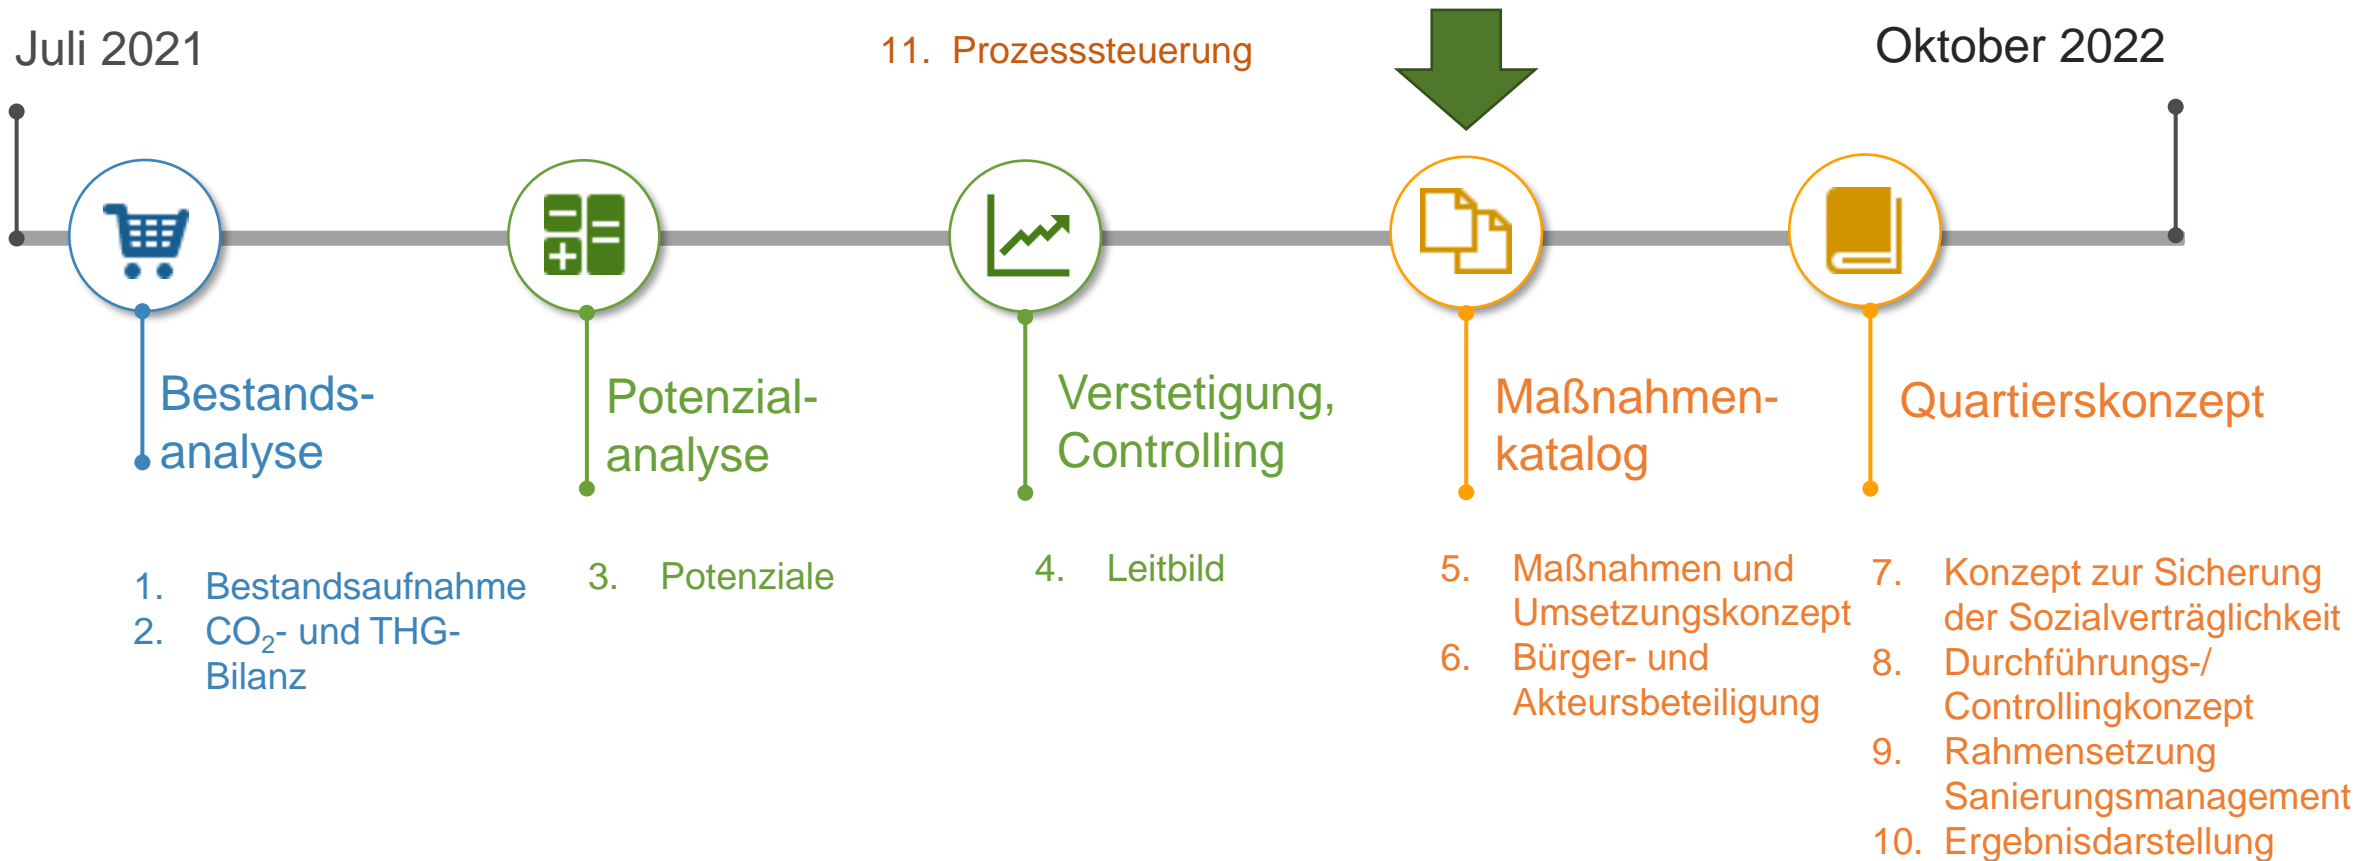 Juli 2021
11. Prozesssteuerung
Oktober 2022
Bestands-
analyse
Potenzial-
analyse
Verstetigung,
Controlling
Maßnahmen-
katalog
Quartierskonzept
1. Bestandsaufnahme
2. CO₂- und THG-
Bilanz
3. Potenziale
4. Leitbild
5. Maßnahmen und
Umsetzungskonzept
6. Bürger- und
Akteursbeteiligung
7. Konzept zur Sicherung
der Sozialverträglichkeit
8. Durchführungs-/
Controllingkonzept
9. Rahmensetzung
Sanierungsmanagement
10. Ergebnisdarstellung